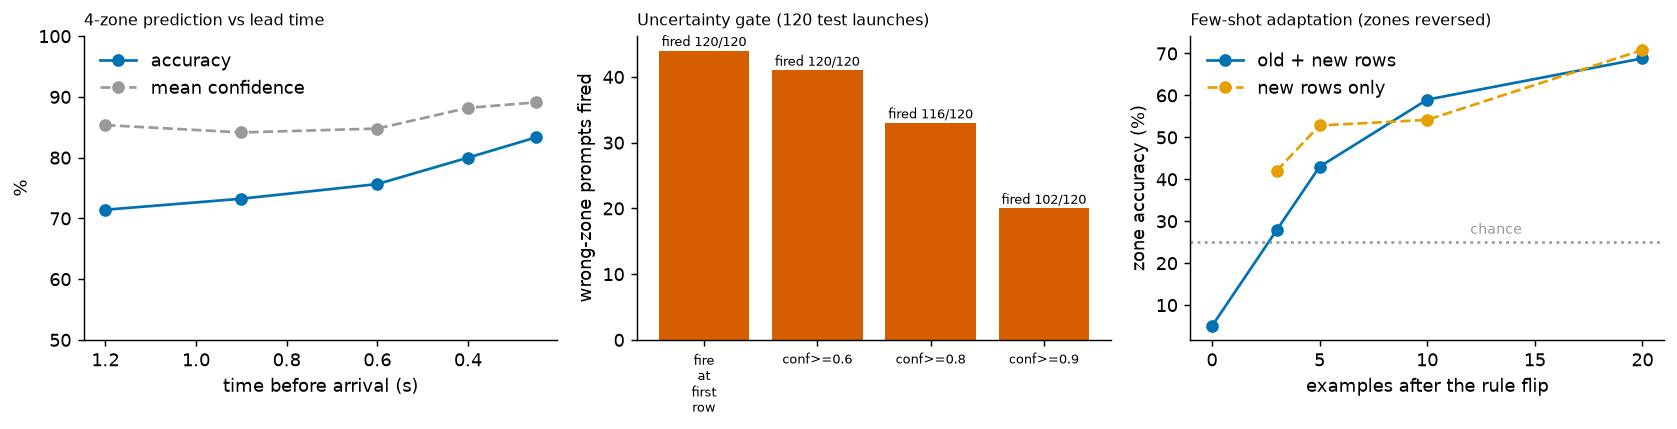 4-zone prediction vs lead time
100
90
80
70
60
50
%
accuracy
mean confidence
1.2
1.0
0.8
0.6
0.4
time before arrival (s)
Uncertainty gate (120 test launches)
wrong-zone prompts fired
40
30
20
10
0
fired 120/120
fired 120/120
fired 116/120
fired 102/120
fire
at
first
row
conf>=0.6
conf>=0.8
conf>=0.9
Few-shot adaptation (zones reversed)
zone accuracy (%)
70
60
50
40
30
20
10
old + new rows
new rows only
chance
0
5
10
15
20
examples after the rule flip